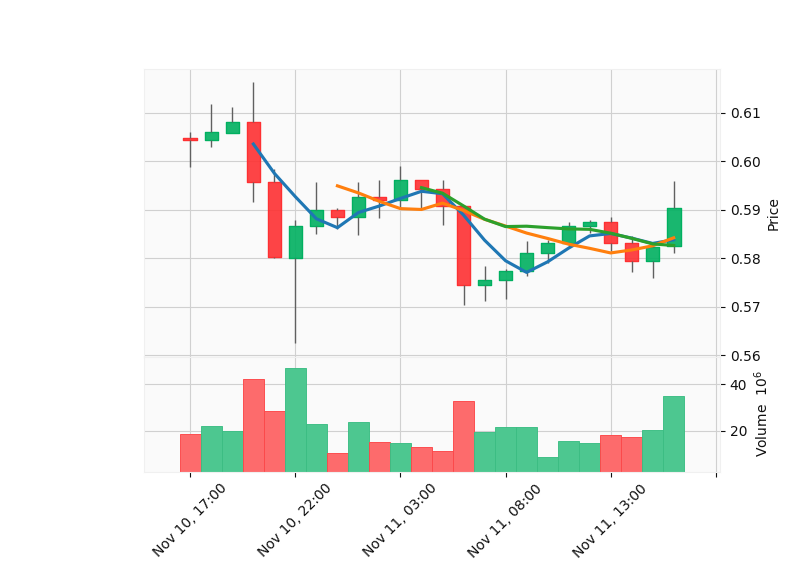 0.61
0.60
0.59
0.58
0.57
0.56
Price
40
20
Volume 10^6
Nov 10, 17:00
Nov 10, 22:00
Nov 11, 03:00
Nov 11, 08:00
Nov 11, 13:00